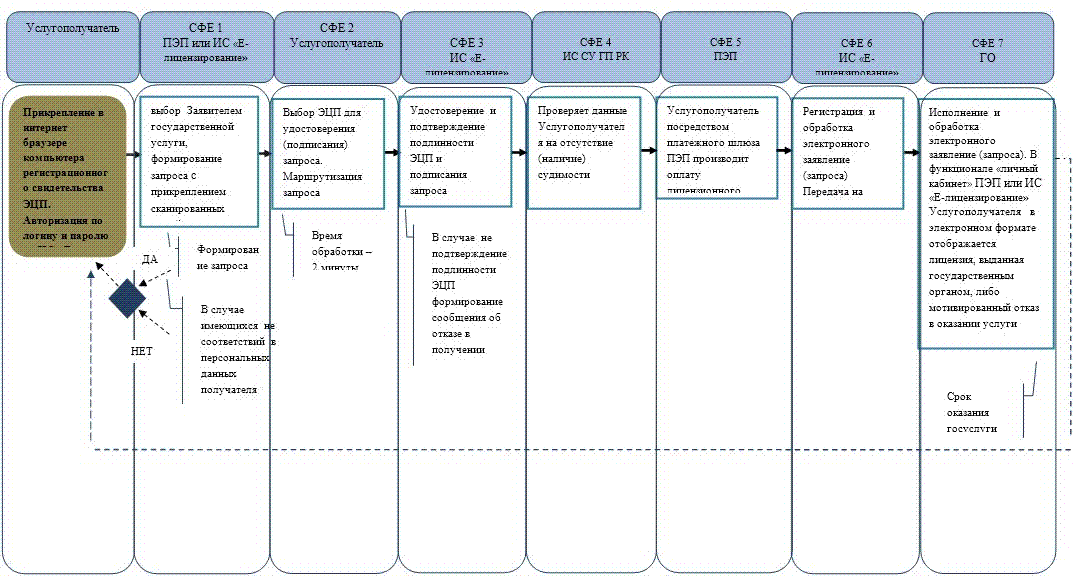 Услугополучатель
СФЕ 1
ПЭП или ИС «Е-
лицензирование»
СФЕ 2
Услугополучатель
СФЕ 3
ИС «Е-
лицензирование»
СФЕ 4
ИС СУ ГП РК
СФЕ 5
ПЭП
СФЕ 6
ИС «Е-
лицензирование»
СФЕ 7
ГО
Прикрепление в
интернет
браузере
компьютера
регистрационног
о свидетельства
ЭЦП.
Авторизация по
логину и паролю
выбор Заявителем
государственной
услуги,
формирование
запроса с
прикреплением
сканированных
Выбор ЭЦП для
удостоверения
(подписания)
запроса.
Маршрутизация
запроса
Удостоверение и
подтверждение
подлинности
ЭЦП и
подписания
запроса
Проверяет данные
Услугополучател
я на отсутствие
(наличие)
судимости
Услугополучатель
посредством
платежного шлюза
ПЭП производит
оплату
лицензионного
Регистрация и
обработка
электронного
заявление
(запроса)
Передача на
Исполнение и
обработка
электронного
заявление (запроса). В
функционале «личный
кабинет» ПЭП или ИС
«Е-лицензирование»
Услугополучателя в
электронном формате
отображается
лицензия, выданная
государственным
органом, либо
мотивированный отказ
в оказании услуги
ДА
НЕТ
Формирован
ие запроса
В случае
имеющихся не
соответствий в
персональных
данных
получателя
Время
обработки –
2 минуты
В случае не
подтверждение
подлинности
ЭЦП
формирование
сообщения об
отказе в
получении
Срок
оказания
госуслуги